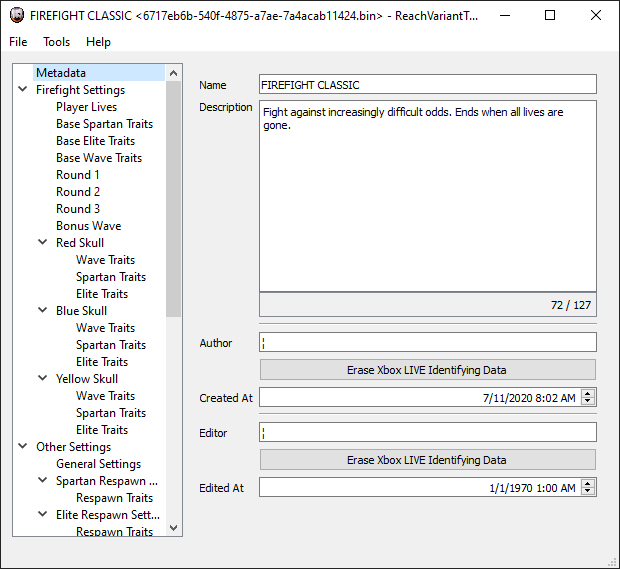 FIREFIGHT CLASSIC <6717eb6b-540f-4875-a7ae-7a4acab11424.bin> - ReachVariantT...
File Tools Help
Metadata
Firefight Settings
Player Lives
Base Spartan Traits
Base Elite Traits
Base Wave Traits
Round 1
Round 2
Round 3
Bonus Wave
Red Skull
Wave Traits
Spartan Traits
Elite Traits
Blue Skull
Wave Traits
Spartan Traits
Elite Traits
Yellow Skull
Wave Traits
Spartan Traits
Elite Traits
Other Settings
General Settings
Spartan Respawn ...
Respawn Traits
Elite Respawn Sett...
Respawn Traits
Name FIREFIGHT CLASSIC
Description Fight against increasingly difficult odds. Ends when all lives are
gone.
72 / 127
Author ¦
Erase Xbox LIVE Identifying Data
Created At 7/11/2020 8:02 AM
Editor ¦
Erase Xbox LIVE Identifying Data
Edited At 1/1/1970 1:00 AM